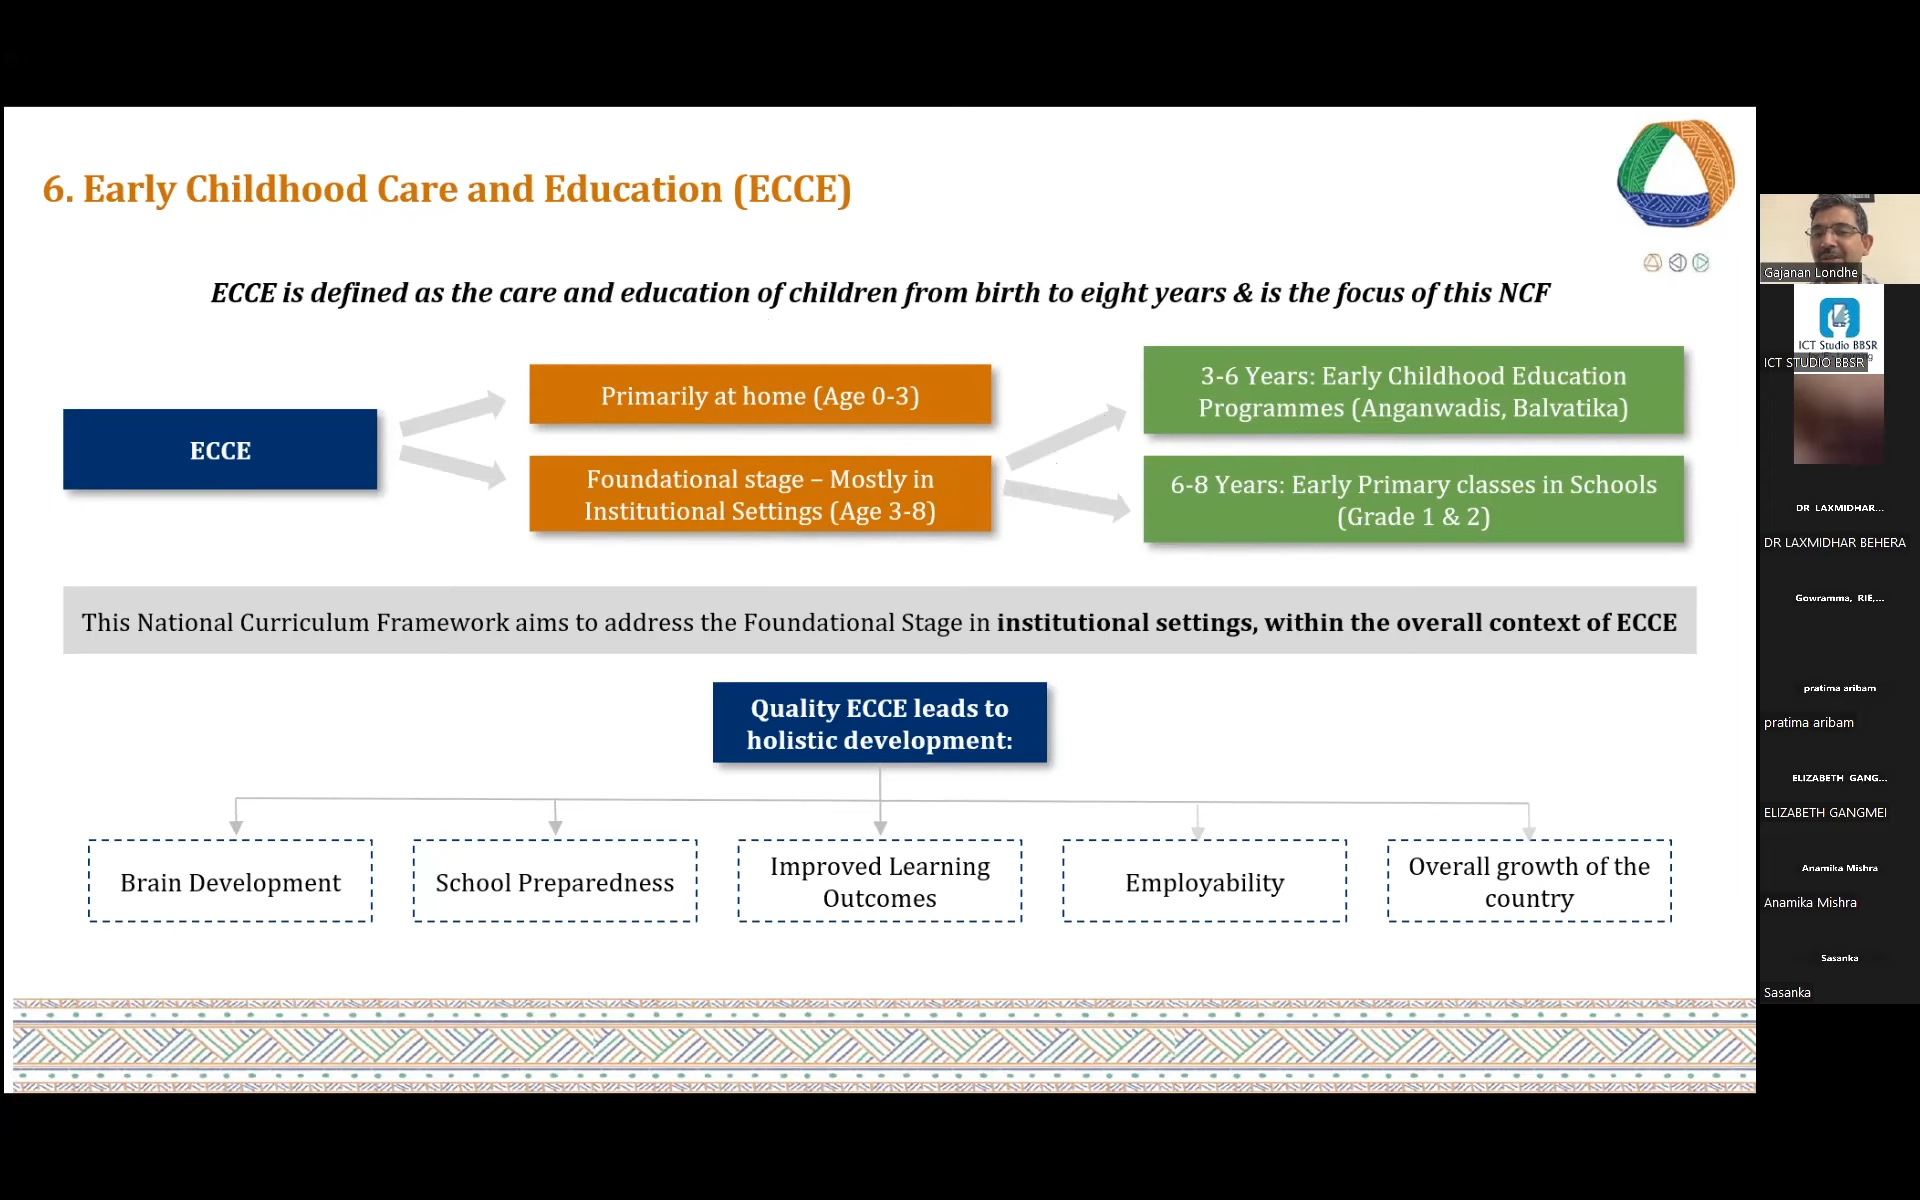 6. Early Childhood Care and Education (ECCE)
ECCE is defined as the care and education of children from birth to eight years & is the focus of this NCF
ECCE
Primarily at home (Age 0-3)
Foundational stage – Mostly in
Institutional Settings (Age 3-8)
3-6 Years: Early Childhood Education
Programmes (Anganwadis, Balvatika)
6-8 Years: Early Primary classes in Schools
(Grade 1 & 2)
This National Curriculum Framework aims to address the Foundational Stage in institutional settings, within the overall context of ECCE
Quality ECCE leads to
holistic development:
Brain Development
School Preparedness
Improved Learning
Outcomes
Employability
Overall growth of the
country
Gajanan Londhe
ICT Studio BBSR
ICT STUDIO BBSR
DR LAXMIDHAR...
DR LAXMIDHAR BEHERA
Gowramma, RIE,...
pratima aribam
pratima aribam
ELIZABETH GANG...
ELIZABETH GANGMEI
Anamika Mishra
Anamika Mishra
Sasanka
Sasanka